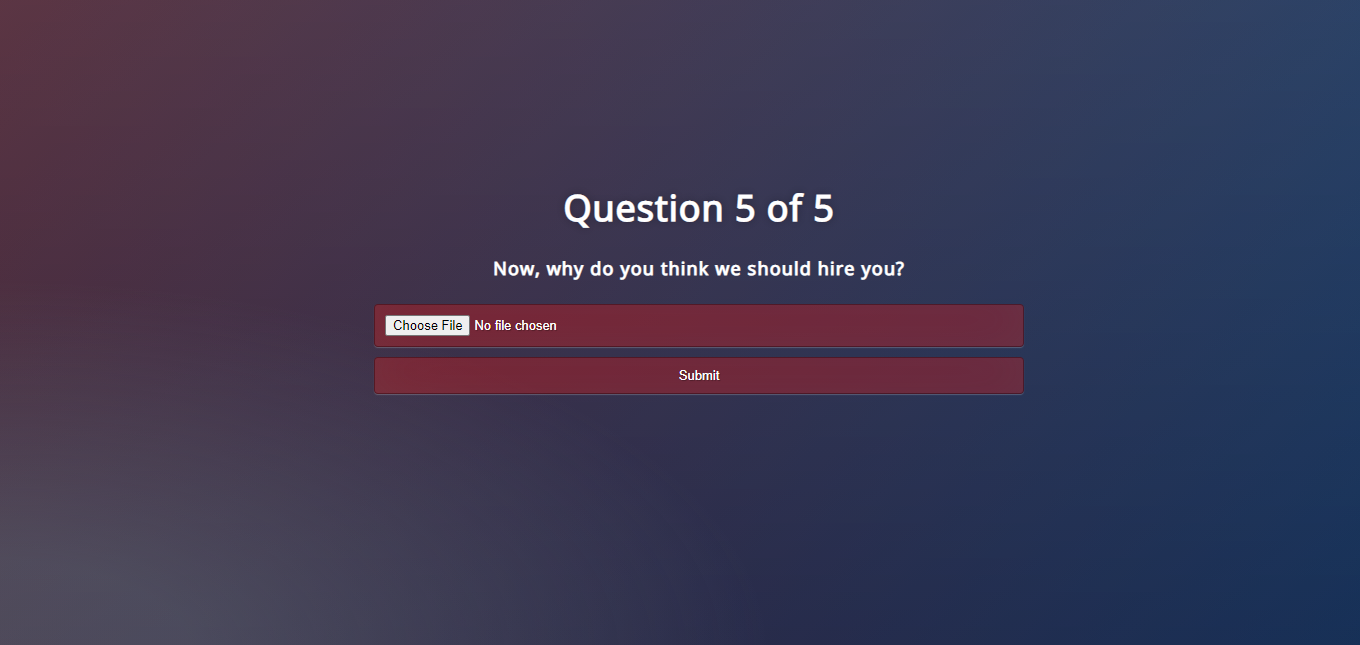 Question 5 of 5
Now, why do you think we should hire you?
Choose File No file chosen
Submit